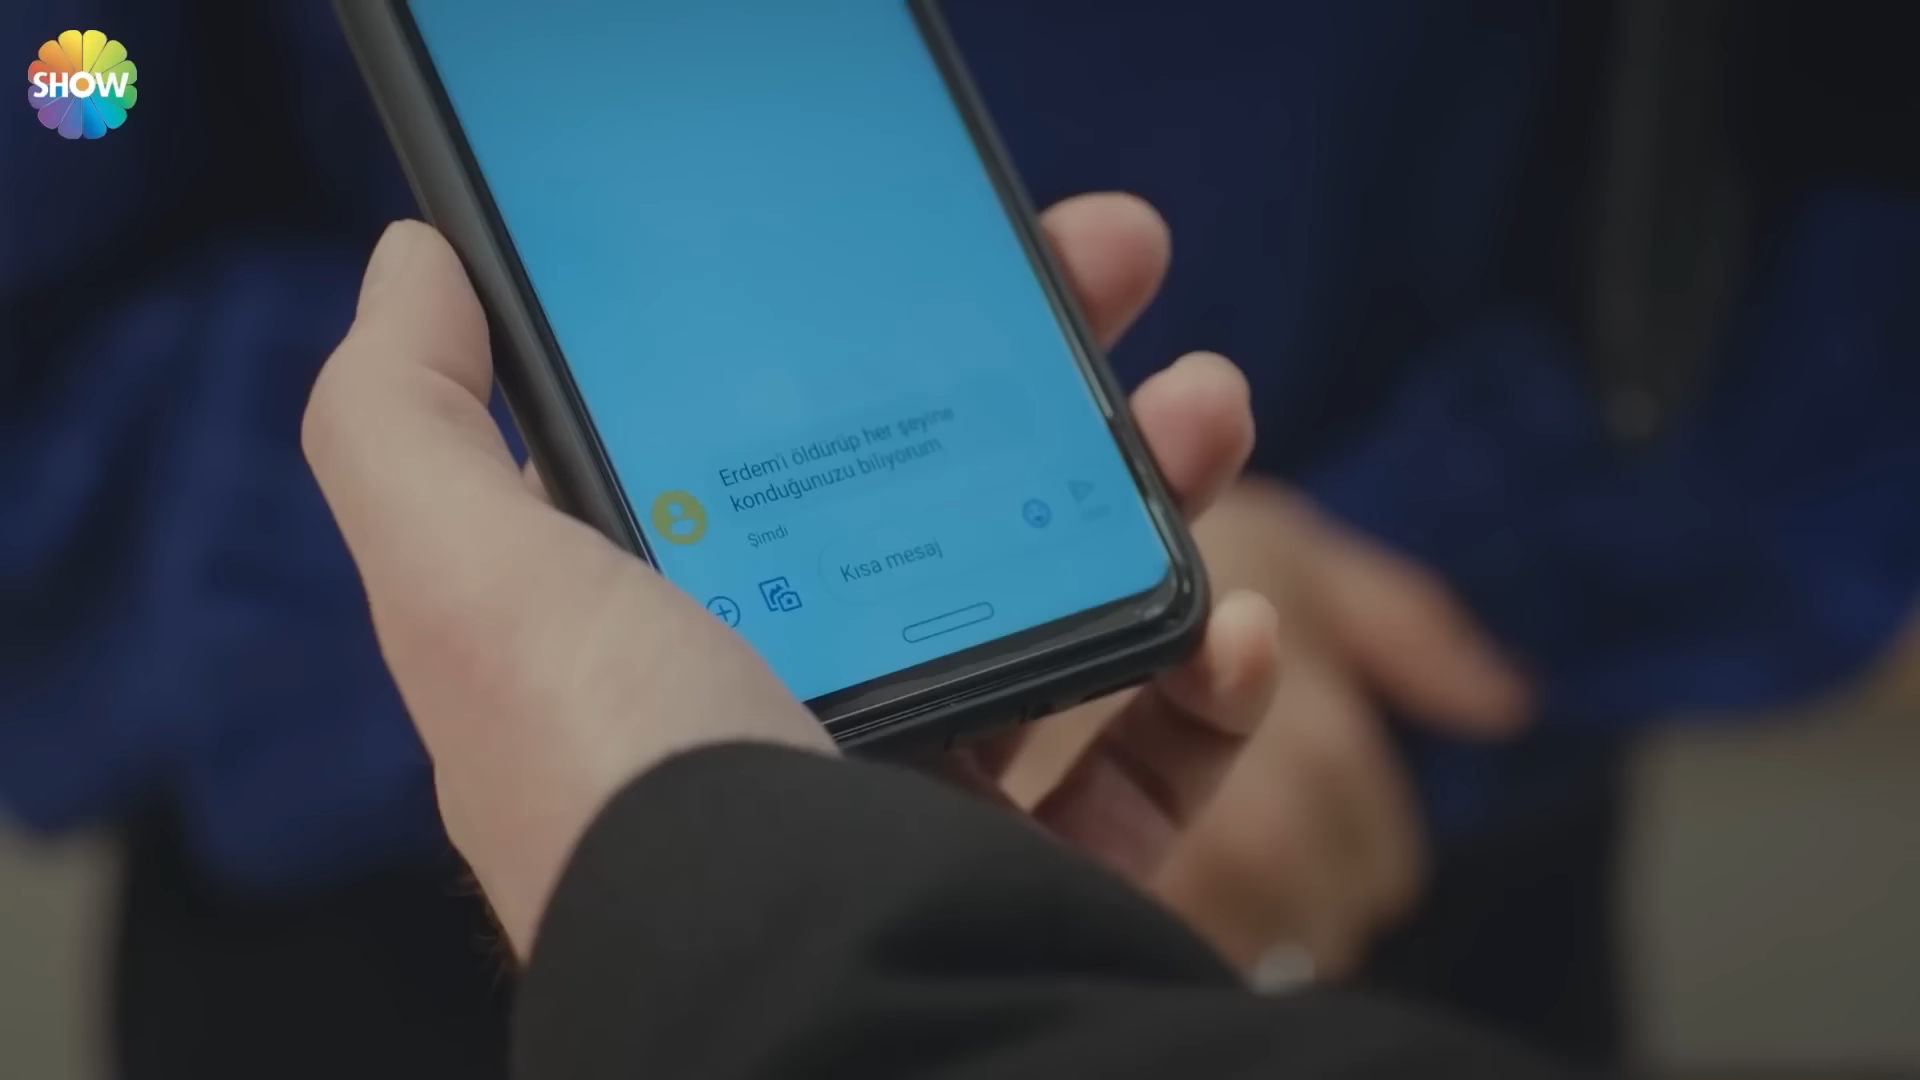 SHOW
Erdem'i öldürüp her şeyine
konduğunuzu biliyorum
Şimdi
Kısa mesaj